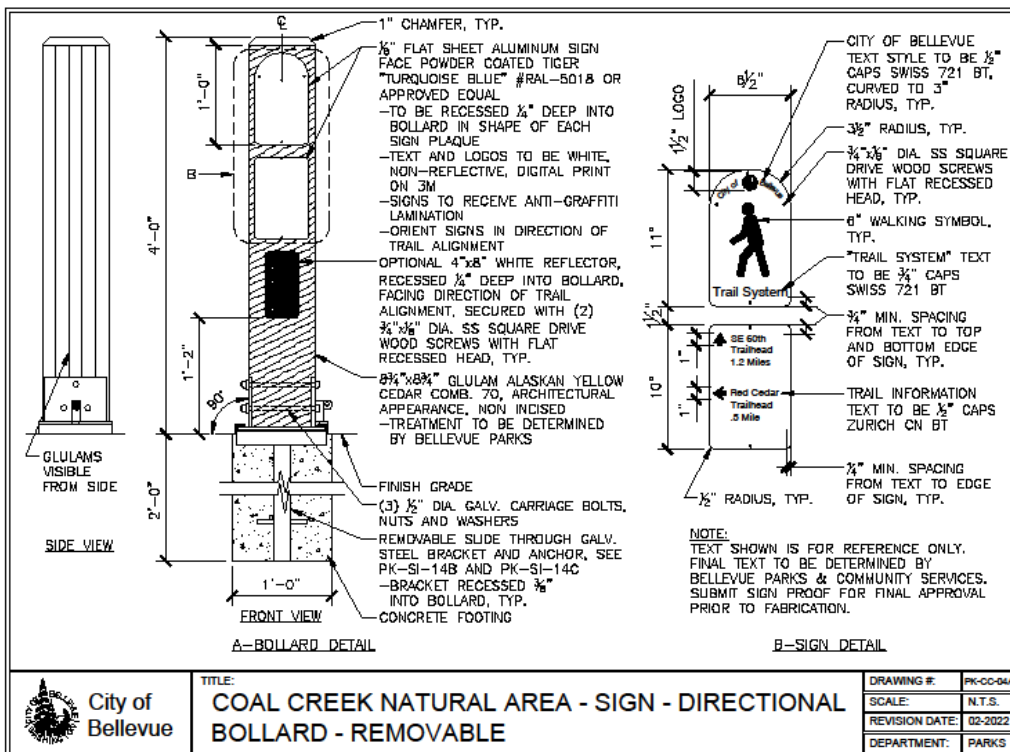 1" CHAMFER, TYP.
⅛" FLAT SHEET ALUMINUM SIGN
FACE POWDER COATED TIGER
"TURQUOISE BLUE" #RAL-5018 OR
APPROVED EQUAL
-TO BE RECESSED ¼" DEEP INTO
BOLLARD IN SHAPE OF EACH
SIGN PLAQUE
-TEXT AND LOGOS TO BE WHITE,
NON-REFLECTIVE, DIGITAL PRINT
ON 3M
-SIGNS TO RECEIVE ANTI-GRAFFITI
LAMINATION
-ORIENT SIGNS IN DIRECTION OF
TRAIL ALIGNMENT
OPTIONAL 4"x8" WHITE REFLECTOR,
RECESSED ¼" DEEP INTO BOLLARD,
FACING DIRECTION OF TRAIL
ALIGNMENT, SECURED WITH (2)
¾"x⅛" DIA. SS SQUARE DRIVE
WOOD SCREWS WITH FLAT
RECESSED HEAD, TYP.
GLULAM ALASKAN YELLOW
CEDAR COMB. 70, ARCHITECTURAL
APPEARANCE, NON INCISED
-TREATMENT TO BE DETERMINED
BY BELLEVUE PARKS
FINISH GRADE
(3) ½" DIA. GALV. CARRIAGE BOLTS,
NUTS AND WASHERS
REMOVABLE SLIDE THROUGH GALV.
STEEL BRACKET AND ANCHOR, SEE
PK-SI-14B AND PK-SI-14C
-BRACKET RECESSED ⅜"
INTO BOLLARD, TYP.
CONCRETE FOOTING
1'-0"
B
4'-0"
1'-2"
90°
2'-0"
1'-0"
GLULAMS
VISIBLE
FROM SIDE
SIDE VIEW
FRONT VIEW
A-BOLLARD DETAIL
CITY OF BELLEVUE
TEXT STYLE TO BE ½"
CAPS SWISS 721 BT,
CURVED TO 3"
RADIUS, TYP.
3½" RADIUS, TYP.
¾"x⅛" DIA. SS SQUARE
DRIVE WOOD SCREWS
WITH FLAT RECESSED
HEAD, TYP.
6" WALKING SYMBOL,
TYP.
"TRAIL SYSTEM" TEXT
TO BE ¾" CAPS
SWISS 721 BT
¾" MIN. SPACING
FROM TEXT TO TOP
AND BOTTOM EDGE
OF SIGN, TYP.
TRAIL INFORMATION
TEXT TO BE ½" CAPS
ZURICH CN BT
¼" MIN. SPACING
FROM TEXT TO EDGE
OF SIGN, TYP.
6½"
1½" LOGO
11"
1½"
10"
1"
1"
City of Bellevue
Trail System
SE 60th
Trailhead
1.2 Miles
Red Cedar
Trailhead
.5 Mile
½" RADIUS, TYP.
NOTE:
TEXT SHOWN IS FOR REFERENCE ONLY.
FINAL TEXT TO BE DETERMINED BY
BELLEVUE PARKS & COMMUNITY SERVICES.
SUBMIT SIGN PROOF FOR FINAL APPROVAL
PRIOR TO FABRICATION.
B-SIGN DETAIL
City of
Bellevue
TITLE:
COAL CREEK NATURAL AREA - SIGN - DIRECTIONAL
BOLLARD - REMOVABLE
DRAWING #: PK-CC-04A
SCALE: N.T.S.
REVISION DATE: 02-2022
DEPARTMENT: PARKS